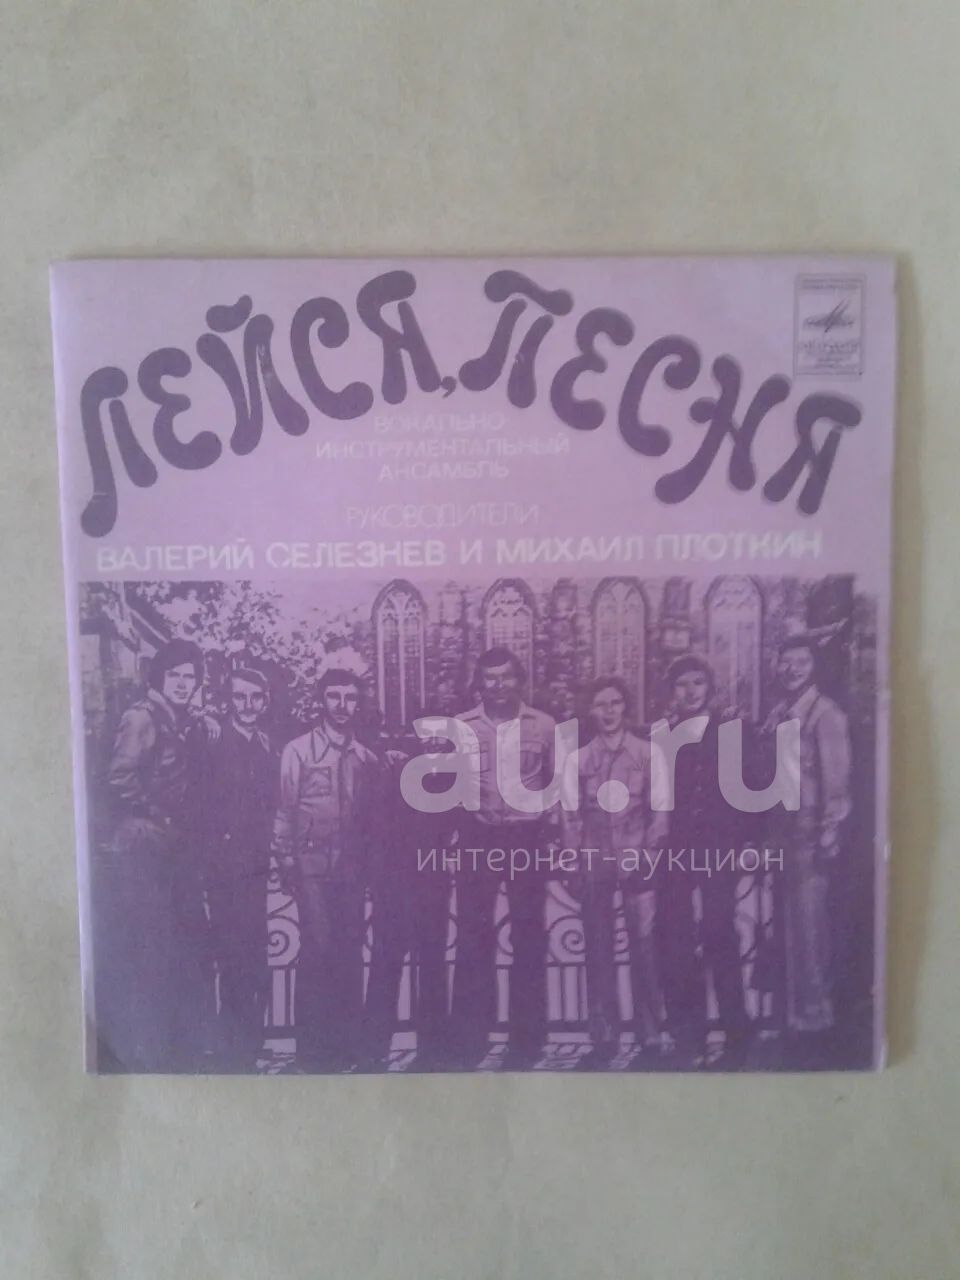 ЛЕЙСЯ, ПЕСНЯ
ВОКАЛЬНО-
ИНСТРУМЕНТАЛЬНЫЙ
АНСАМБЛЬ
РУКОВОДИТЕЛИ
ВАЛЕРИЙ СЕЛЕЗНЕВ И МИХАИЛ ПЛОТКИН
au.ru
интернет-аукцион